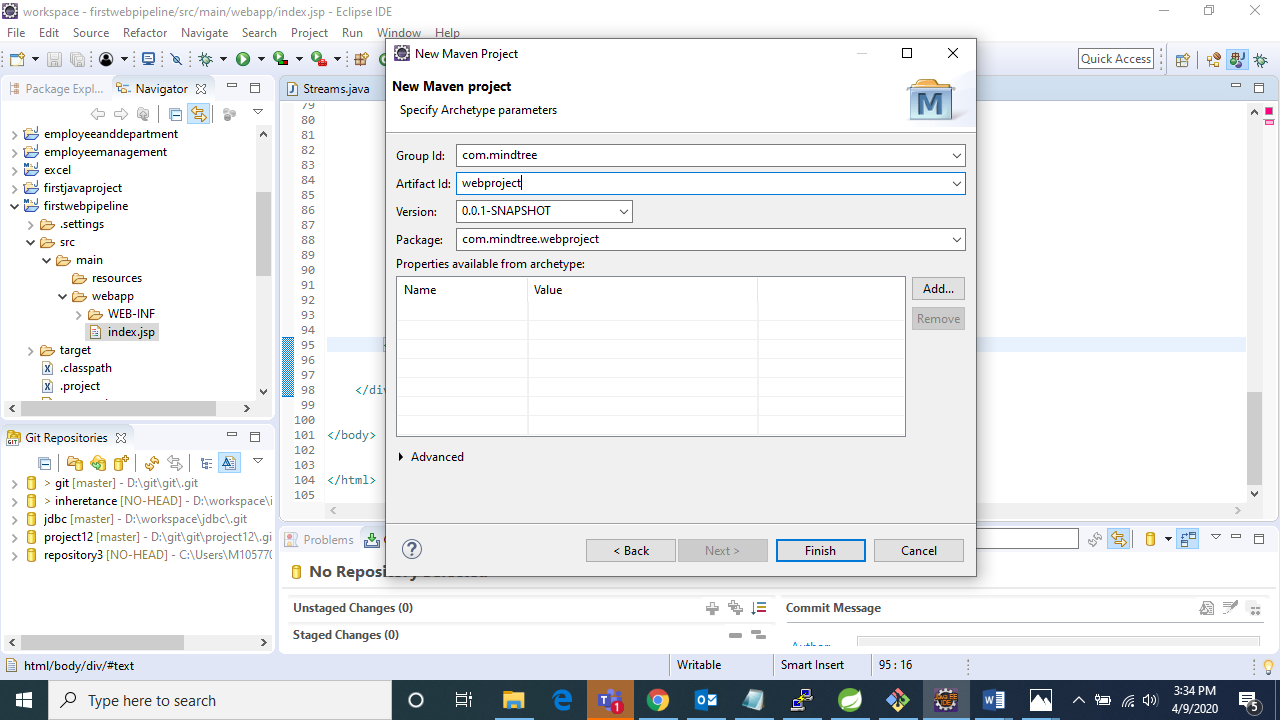 workspace - firstwebpipeline/src/main/webapp/index.jsp - Eclipse IDE
File Edit Source Refactor Navigate Search Project Run Window Help
Quick Access
Package Expl...
Navigator
employeeanddepartment
employeemanagement
excel
firstjavaproject
firstwebpipeline
.settings
src
main
resources
webapp
WEB-INF
index.jsp
target
.classpath
.project
Git Repositories
> git [master] - D:\git\git\.git
> inheretance [NO-HEAD] - D:\workspace\i
jdbc [master] - D:\workspace\jdbc\.git
project12 [master] - D:\git\git\project12\.gi
repository3 [NO-HEAD] - C:\Users\M10577
Streams.java
79
80
81
82
83
84
85
86
87
88
89
90
91
92
93
94
95
96
97
98 </div
99
100
101 </body>
102
103
104 </html>
105
New Maven Project
New Maven project
Specify Archetype parameters
M
Group Id: com.mindtree
Artifact Id: webproject
Version: 0.0.1-SNAPSHOT
Package: com.mindtree.webproject
Properties available from archetype:
Name Value
Add...
Remove
Advanced
< Back Next > Finish Cancel
Problems
No Repository Selected
Unstaged Changes (0)
Staged Changes (0)
Commit Message
Author:
html/body/div/#text Writable Smart Insert 95 : 16
Type here to search
1
3:34 PM
4/9/2020
5